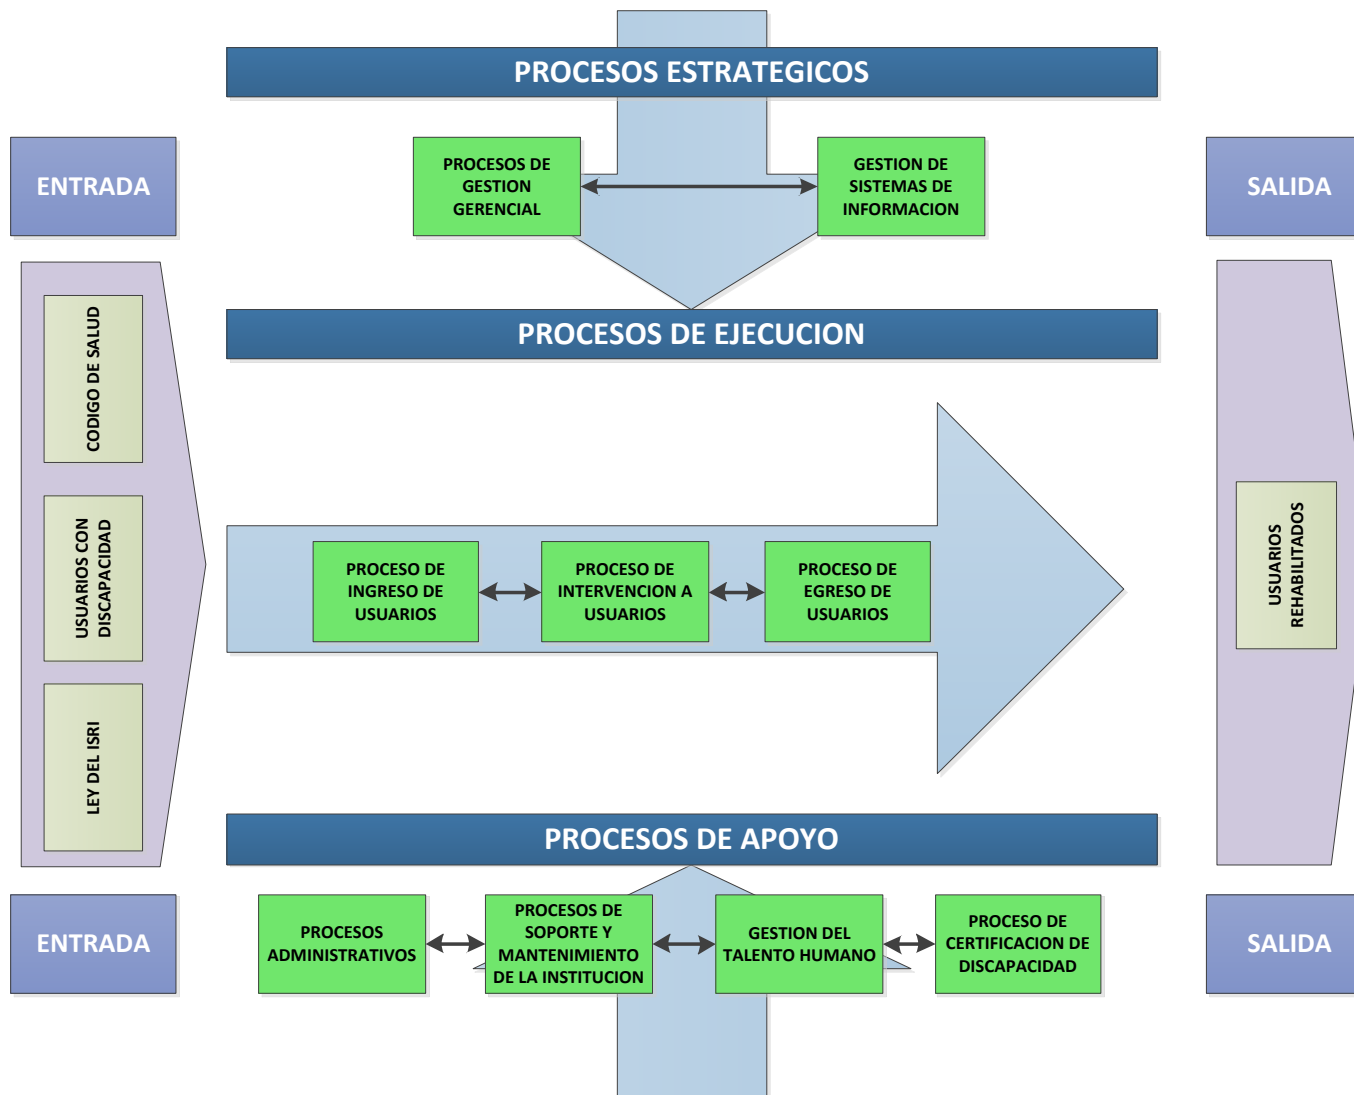 PROCESOS ESTRATEGICOS
ENTRADA
PROCESOS DE
GESTION
GERENCIAL
GESTION DE
SISTEMAS DE
INFORMACION
SALIDA
PROCESOS DE EJECUCION
CODIGO DE SALUD
USUARIOS CON
DISCAPACIDAD
LEY DEL ISRI
PROCESO DE
INGRESO DE
USUARIOS
PROCESO DE
INTERVENCION A
USUARIOS
PROCESO DE
EGRESO DE
USUARIOS
USUARIOS
REHABILITADOS
PROCESOS DE APOYO
ENTRADA
PROCESOS
ADMINISTRATIVOS
PROCESOS DE
SOPORTE Y
MANTENIMIENTO
DE LA INSTITUCION
GESTION DEL
TALENTO HUMANO
PROCESO DE
CERTIFICACION DE
DISCAPACIDAD
SALIDA